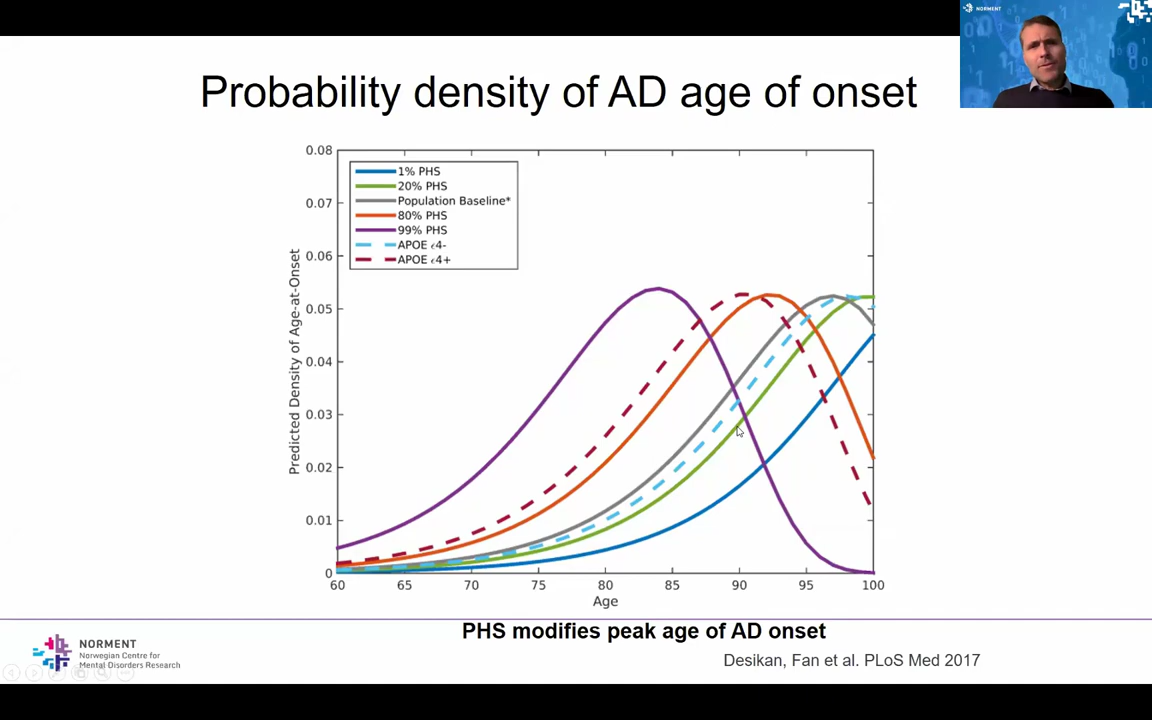 NORMENT
Probability density of AD age of onset
0.08
0.07
0.06
0.05
0.04
0.03
0.02
0.01
0
Predicted Density of Age-at-Onset
1% PHS
20% PHS
Population Baseline*
80% PHS
99% PHS
APOE ϵ4-
APOE ϵ4+
60 65 70 75 80 85 90 95 100
Age
PHS modifies peak age of AD onset
NORMENT
Norwegian Centre for
Mental Disorders Research
Desikan, Fan et al. PLoS Med 2017